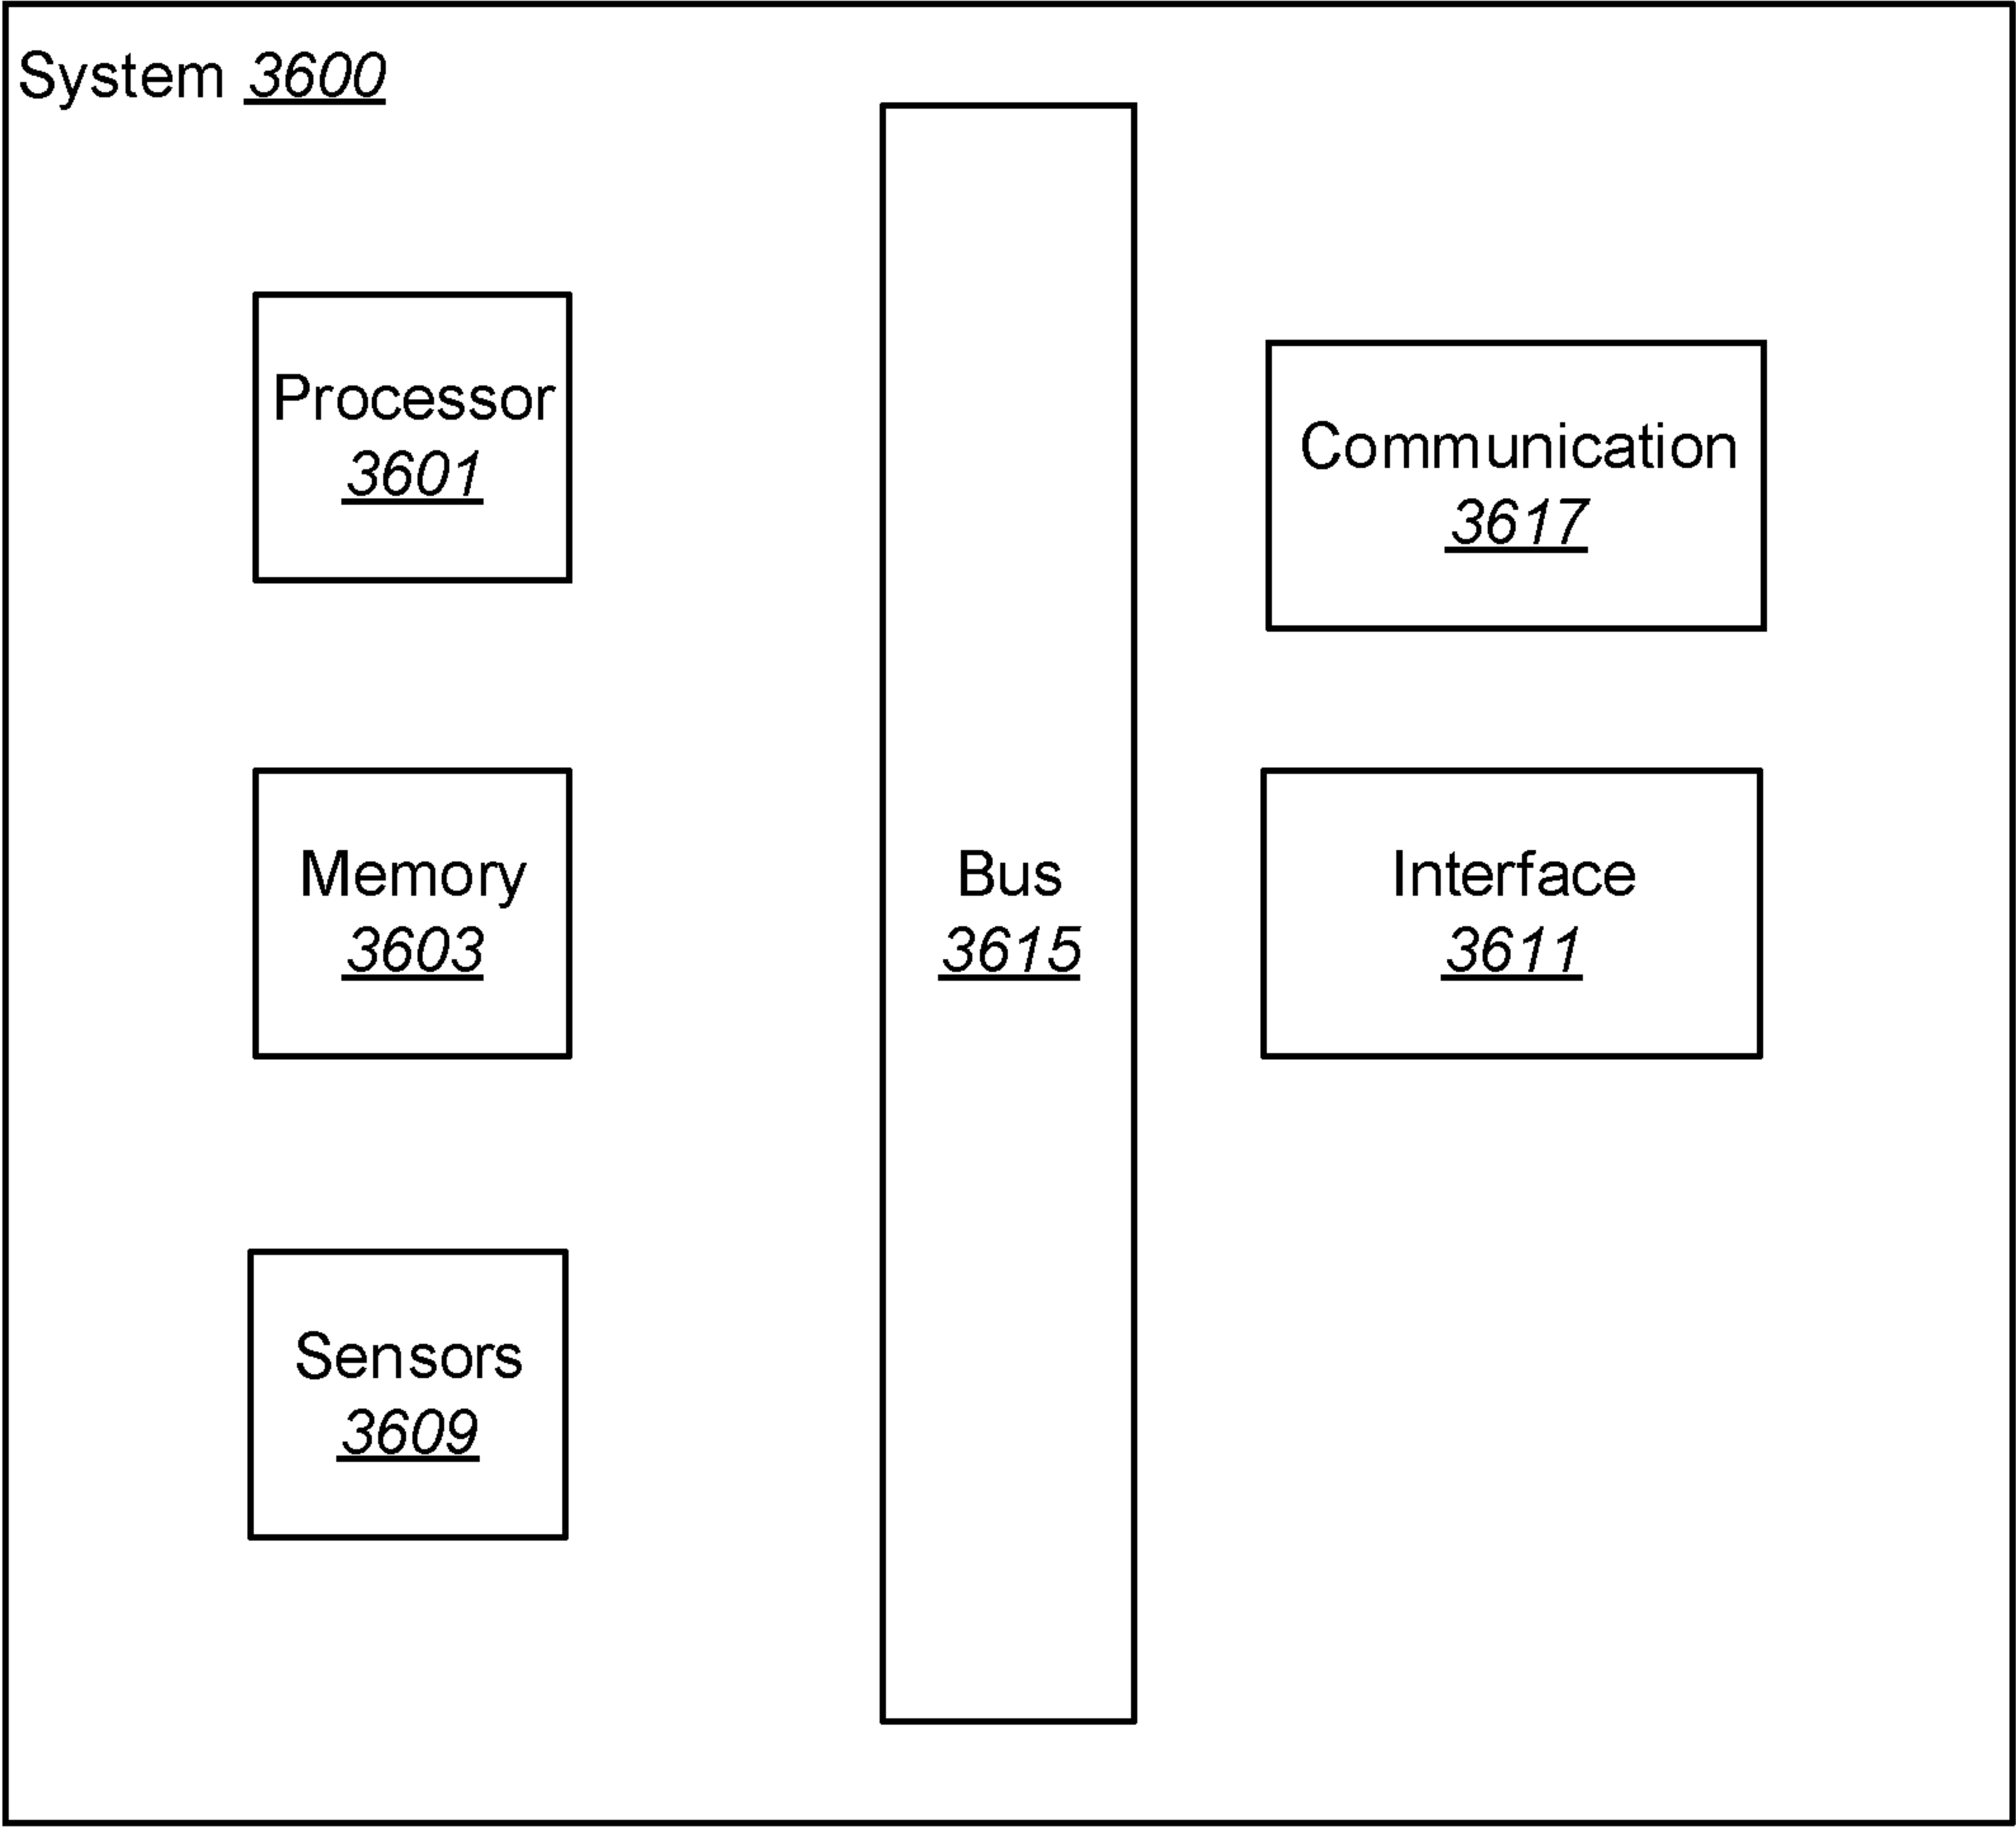 System 3600
Processor
3601
Memory
3603
Sensors
3609
Bus
3615
Communication
3617
Interface
3611